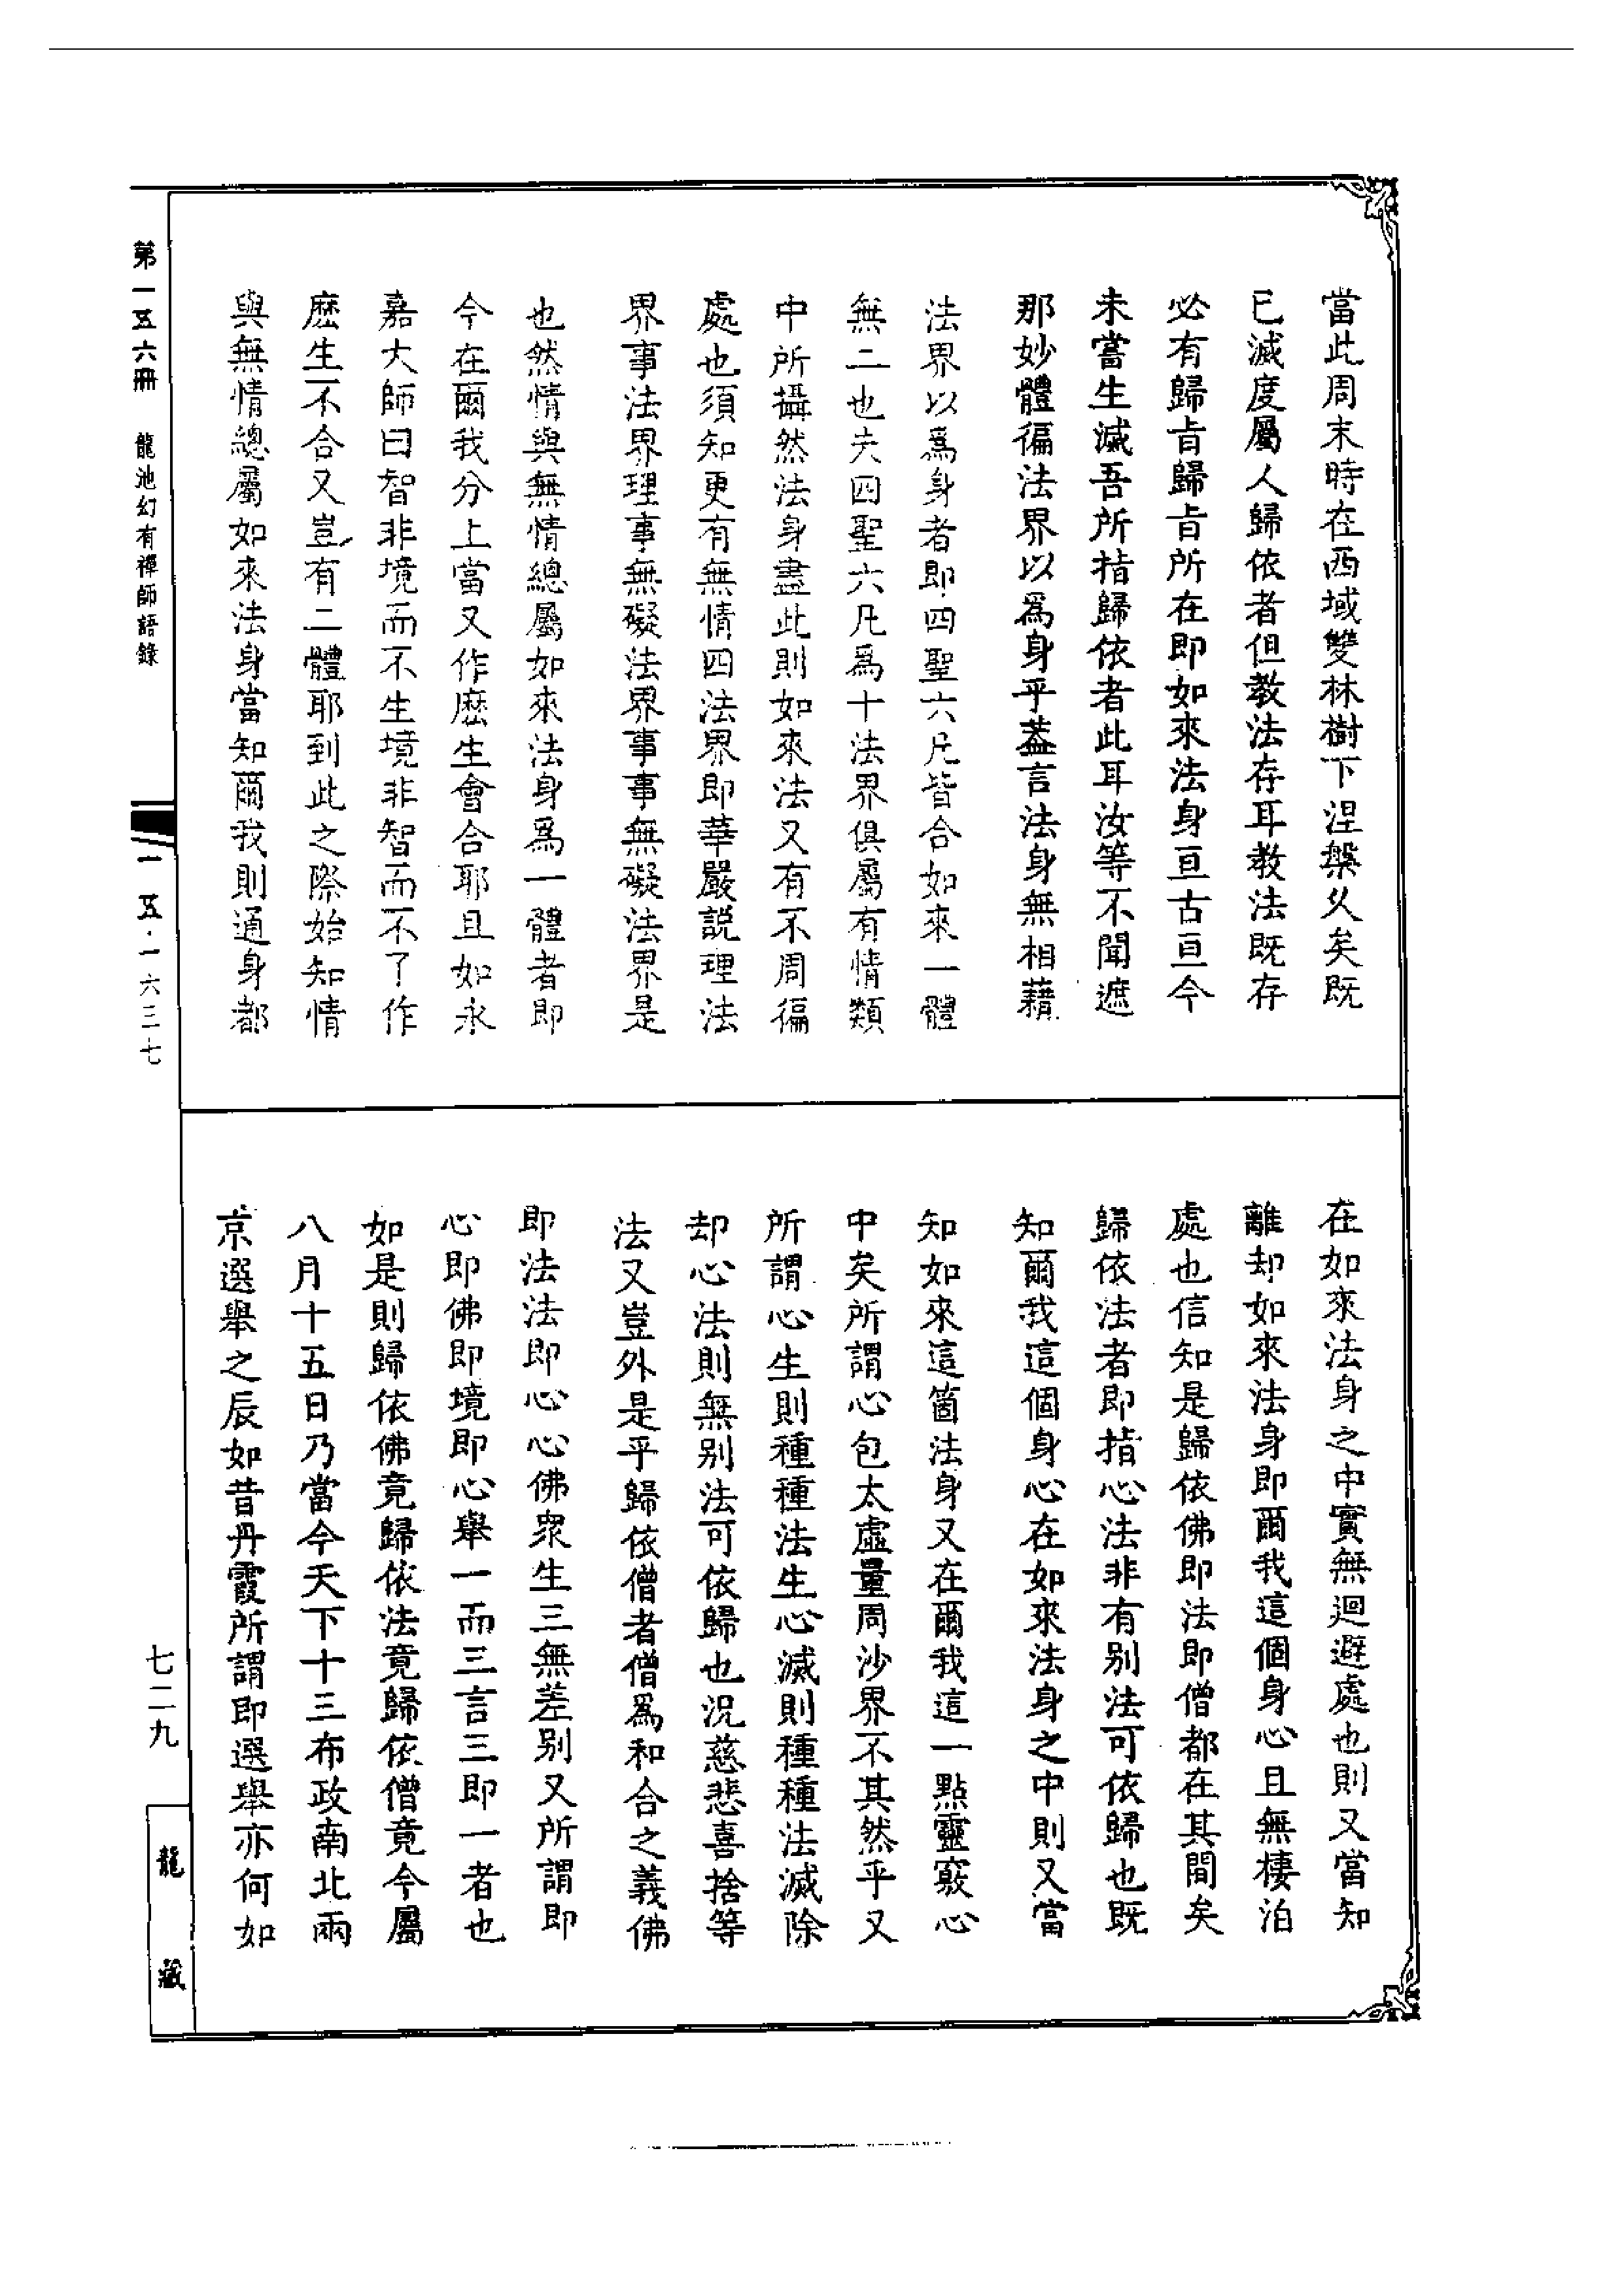 當此周末時在西域雙林樹下涅槃久矣既
已滅度屬人歸依者但教法存耳教法既存
必有歸㫖歸㫖所在即如來法身亘古亘今
未嘗生滅吾所指歸依者此耳汝等不聞遮
那妙體徧法界以爲身乎葢言法身無相藉
法界以爲身者即四聖六凡皆合如來一體
無二也夫四聖六凡爲十法界俱屬有情類
中所攝然法身盡此則如來法又有不周徧
處也須知更有無情四法界即華嚴説理法
界事法界理事無礙法界事事無礙法界是
也然情與無情總屬如來法身爲一體者即
今在爾我分上當又作麽生會合耶且如永
嘉大師曰智非境而不生境非智而不了作
麽生不合又豈有二體耶到此之際始知情
與無情總屬如來法身當知爾我則通身都
在如來法身之中實無迴避處也則又當知
離却如來法身即爾我這個身心且無棲泊
處也信知是歸依佛即法即僧都在其間矣
歸依法者即指心法非有别法可依歸也既
知爾我這個身心在如來法身之中則又當
知如來這箇法身又在爾我這一點靈竅心
中矣所謂心包太虛量周沙界不其然乎又
所謂心生則種種法生心滅則種種法滅除
却心法則無别法可依歸也況慈悲喜捨等
法又豈外是乎歸依僧者僧爲和合之義佛
即法法即心心佛衆生三無差别又所謂即
心即佛即境即心舉一而三言三即一者也
如是則歸依佛竟歸依法竟歸依僧竟今屬
八月十五日乃當今天下十三布政南北兩
京選舉之辰如昔丹霞所謂即選舉亦何如
第一五六册 龍池幻有禪師語錄
一五·一六三七
七二九
龍藏